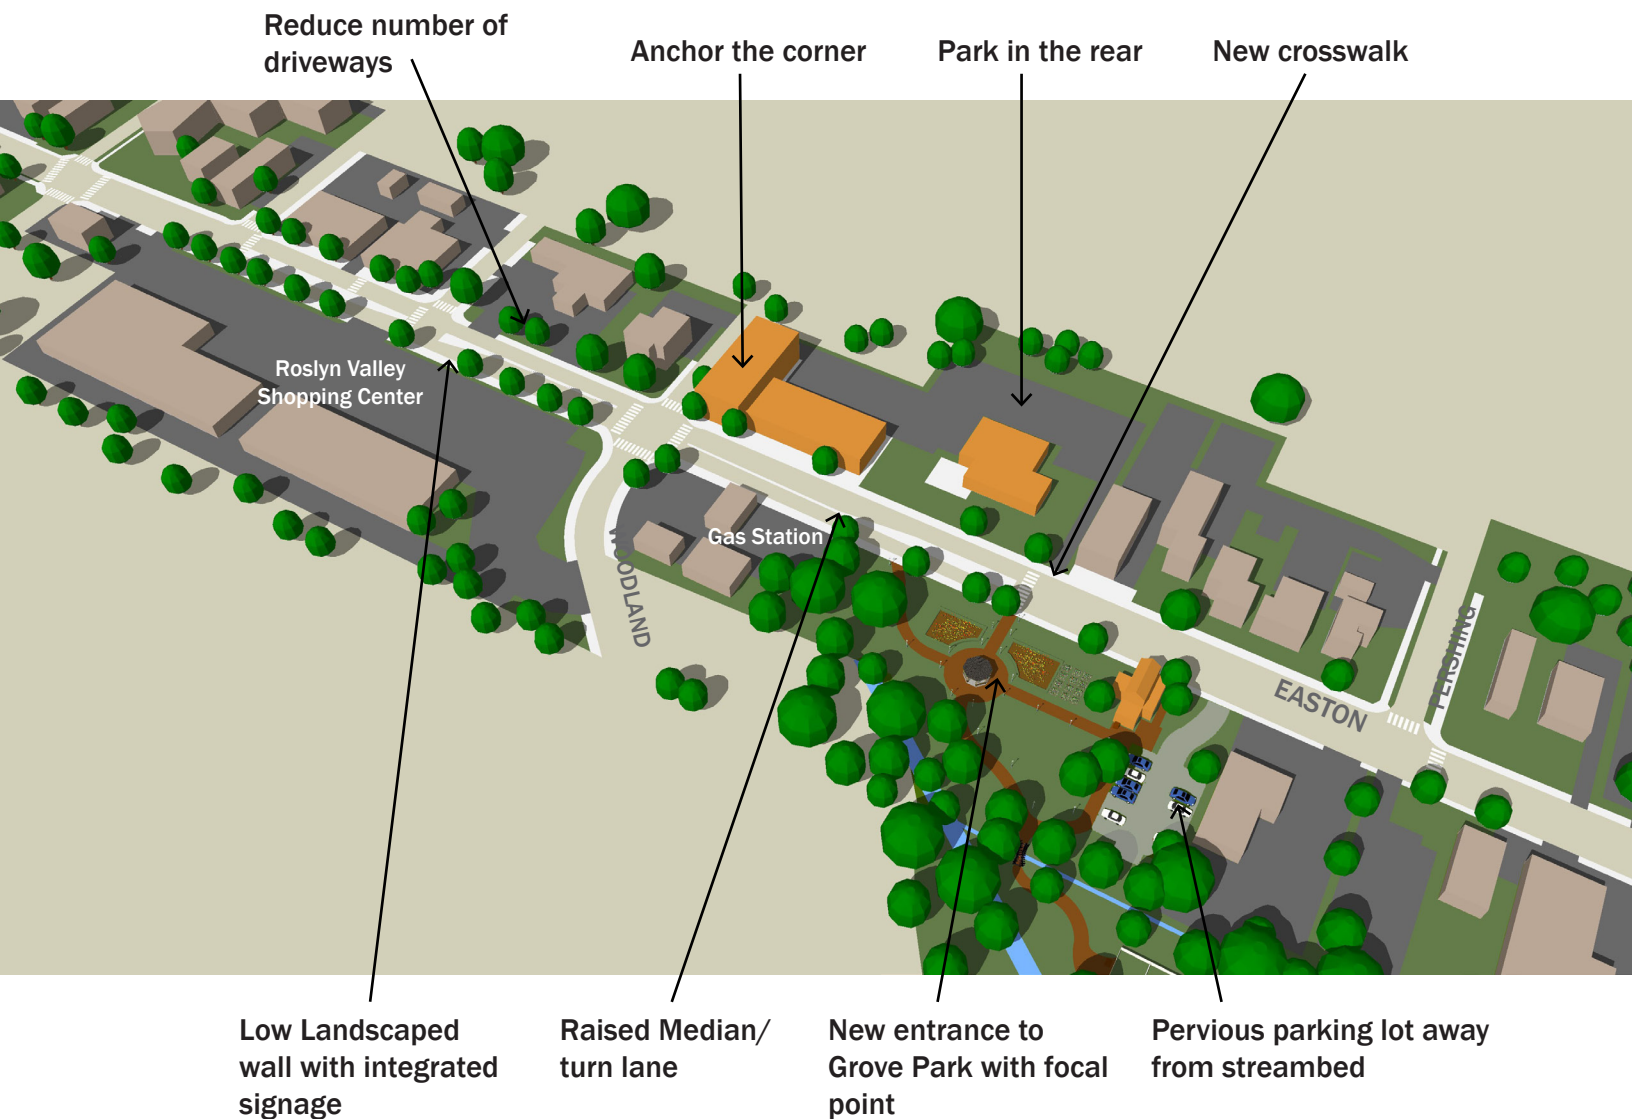 Reduce number of
driveways
Anchor the corner
Park in the rear
New crosswalk
Roslyn Valley
Shopping Center
Gas Station
WOODLAND
EASTON
PERSHING
Low Landscaped
wall with integrated
signage
Raised Median/
turn lane
New entrance to
Grove Park with focal
point
Pervious parking lot away
from streambed